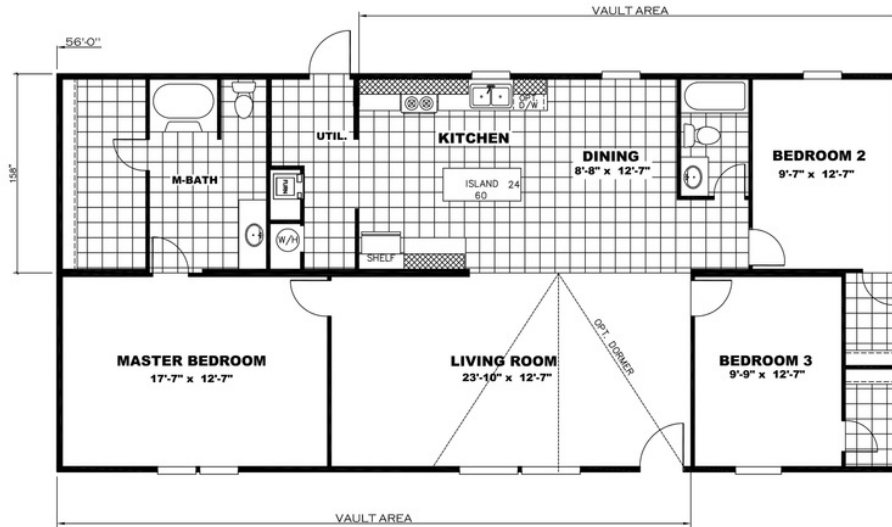 VAULT AREA
56'-0"
158"
M-BATH
UTIL.
FURN
W/H
KITCHEN
OPT.
D/W
ISLAND 24
60
SHELF
DINING
8'-8" x 12'-7"
BEDROOM 2
9'-7" x 12'-7"
MASTER BEDROOM
17'-7" x 12'-7"
LIVING ROOM
23'-10" x 12'-7"
OPT. DORMER
BEDROOM 3
9'-9" x 12'-7"
VAULT AREA